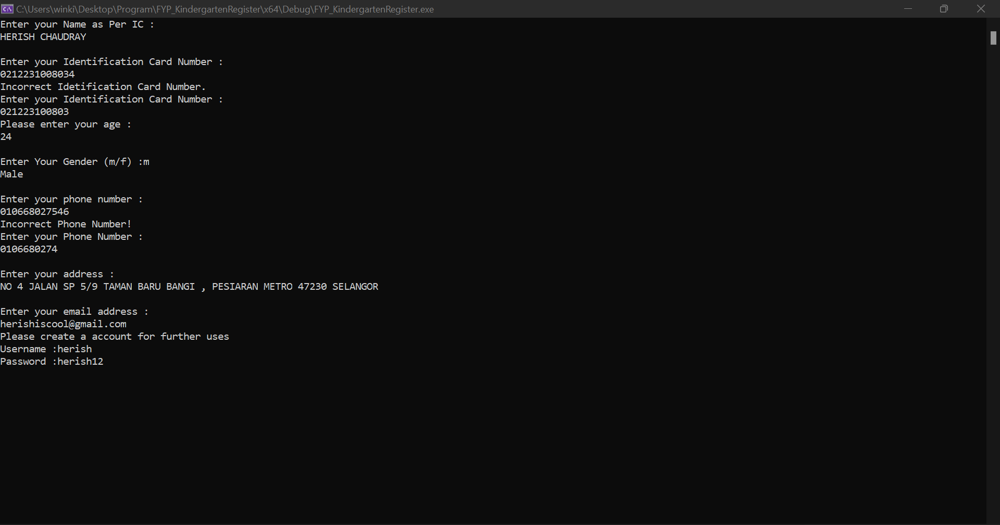 C:\Users\winki\Desktop\Program\FYP_KindergartenRegister\x64\Debug\FYP_KindergartenRegister.exe
Enter your Name as Per IC :
HERISH CHAUDRAY
Enter your Identification Card Number :
0212231008034
Incorrect Idetification Card Number.
Enter your Identification Card Number :
021223100803
Please enter your age :
24
Enter Your Gender (m/f) :m
Male
Enter your phone number :
010668027546
Incorrect Phone Number!
Enter your Phone Number :
0106680274
Enter your address :
NO 4 JALAN SP 5/9 TAMAN BARU BANGI , PESIARAN METRO 47230 SELANGOR
Enter your email address :
herishiscool@gmail.com
Please create a account for further uses
Username :herish
Password :herish12